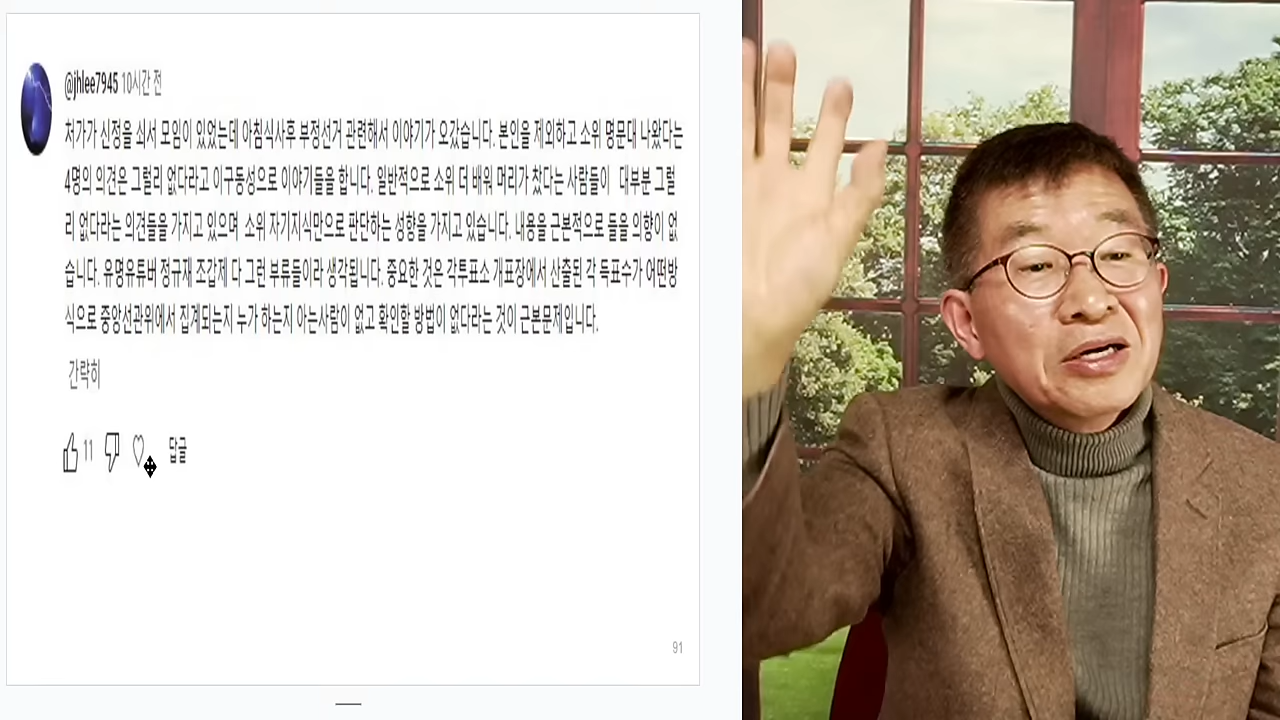 @jhlee7945 10시간 전
처가가 신정을 쇠서 모임이 있었는데 아침식사후 부정선거 관련해서 이야기가 오갔습니다. 본인을 제외하고 소위 명문대 나왔다는
4명의 의견은 그럴리 없다라고 이구동성으로 이야기들을 합니다. 일반적으로 소위 더 배워 머리가 찼다는 사람들이 대부분 그럴
리 없다라는 의견들을 가지고 있으며 소위 자기지식만으로 판단하는 성향을 가지고 있습니다. 내용을 근본적으로 들을 의향이 없
습니다. 유명유튜버 정규재 조갑제 다 그런 부류들이라 생각됩니다. 중요한 것은 각투표소 개표장에서 산출된 각 득표수가 어떤방
식으로 중앙선관위에서 집계되는지 누가 하는지 아는사람이 없고 확인할 방법이 없다라는 것이 근본문제입니다.
간략히
11 답글
91